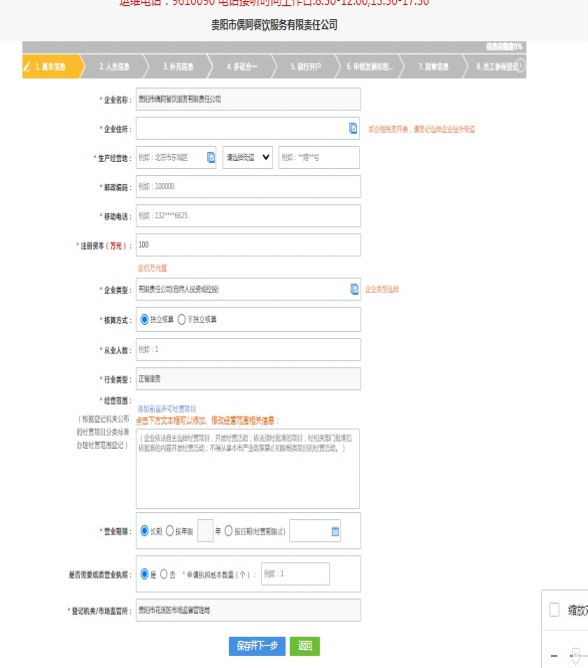 运维电话：9610090 电话接听时间工作日:8:30-12:00,13:30-17:30
贵阳市偶阿餐饮服务有限责任公司
信息完整度0%
1. 基本信息 2. 人员信息 3. 补充信息 4. 多证合一 5. 银行开户 6. 申领发票和税... 7. 刻章信息 8. 员工参保登记
* 企业名称： 贵阳市偶阿餐饮服务有限责任公司
* 企业住所： 如办理税务开票，请务必选择企业住所街道
* 生产经营地： 例如：北京市东城区 请选择街道 例如：**路**号
* 邮政编码： 例如：100000
* 移动电话： 例如：132****6625
* 注册资本（万元）： 100
壹佰万元整
* 企业类型： 有限责任公司(自然人投资或控股) 企业类型选择
* 核算方式： 独立核算 非独立核算
* 从业人数： 例如：1
* 行业类型： 正餐服务
* 经营范围：
（根据登记机关公布的经营项目分类标准办理经营范围登记）
添加前置许可经营项目
点击下方文本框可以添加、修改经营范围相关信息：
（企业依法自主选择经营项目，开展经营活动；依法须经批准的项目，经相关部门批准后
依批准的内容开展经营活动；不得从事本市产业政策禁止和限制类项目的经营活动。）
* 营业期限： 长期 按年限 年 按日期(经营期限止)
是否需要纸质营业执照： 是 否 * 申请执照副本数量（个）： 例如：1
* 登记机关/市场监管所： 贵阳市花溪区市场监督管理局
保存并下一步 返回
缩放